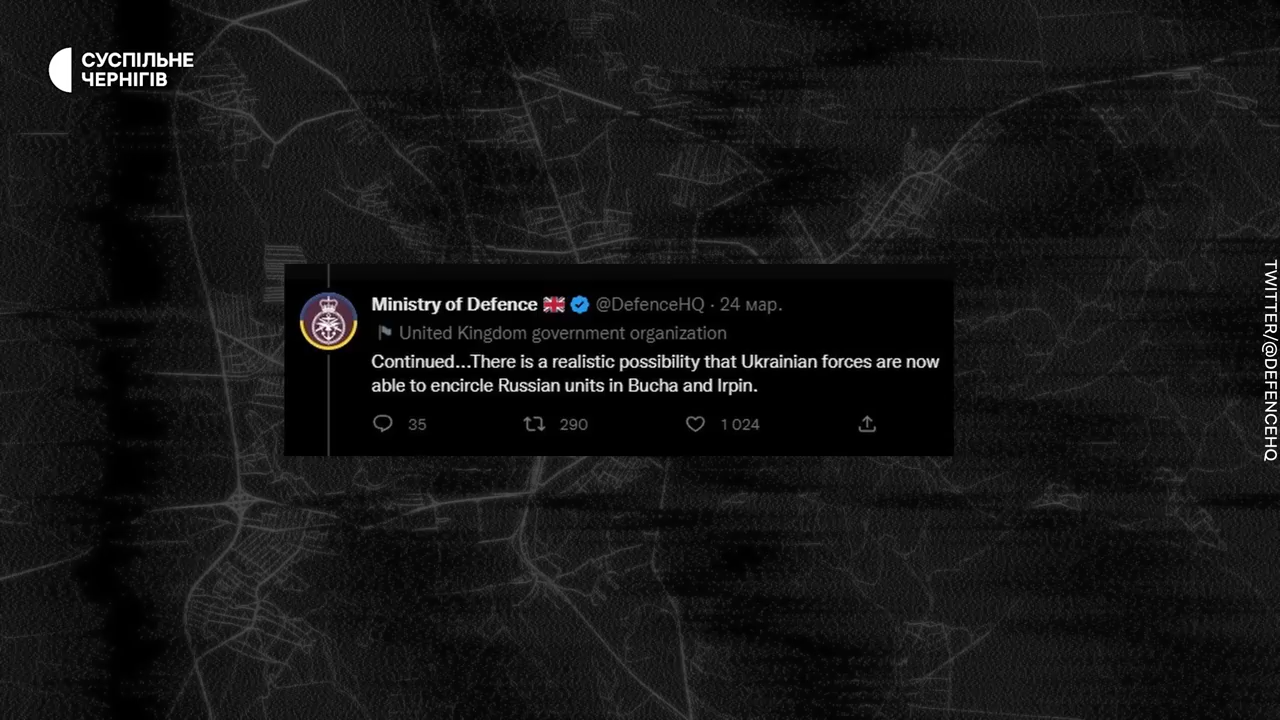 СУСПІЛЬНЕ
ЧЕРНІГІВ
Ministry of Defence @DefenceHQ · 24 мар.
United Kingdom government organization
Continued...There is a realistic possibility that Ukrainian forces are now
able to encircle Russian units in Bucha and Irpin.
35 290 1 024
TWITTER/@DEFENCEHQ